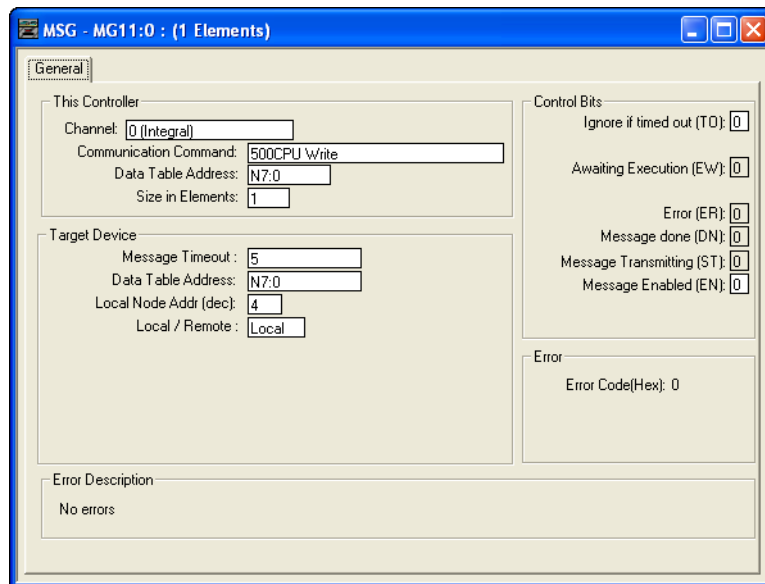 MSG - MG11:0 : (1 Elements)
General
This Controller
Channel: 0 (Integral)
Communication Command: 500CPU Write
Data Table Address: N7:0
Size in Elements: 1
Target Device
Message Timeout : 5
Data Table Address: N7:0
Local Node Addr (dec): 4
Local / Remote : Local
Control Bits
Ignore if timed out (TO): 0
Awaiting Execution (EW): 0
Error (ER): 0
Message done (DN): 0
Message Transmitting (ST): 0
Message Enabled (EN): 0
Error
Error Code(Hex): 0
Error Description
No errors